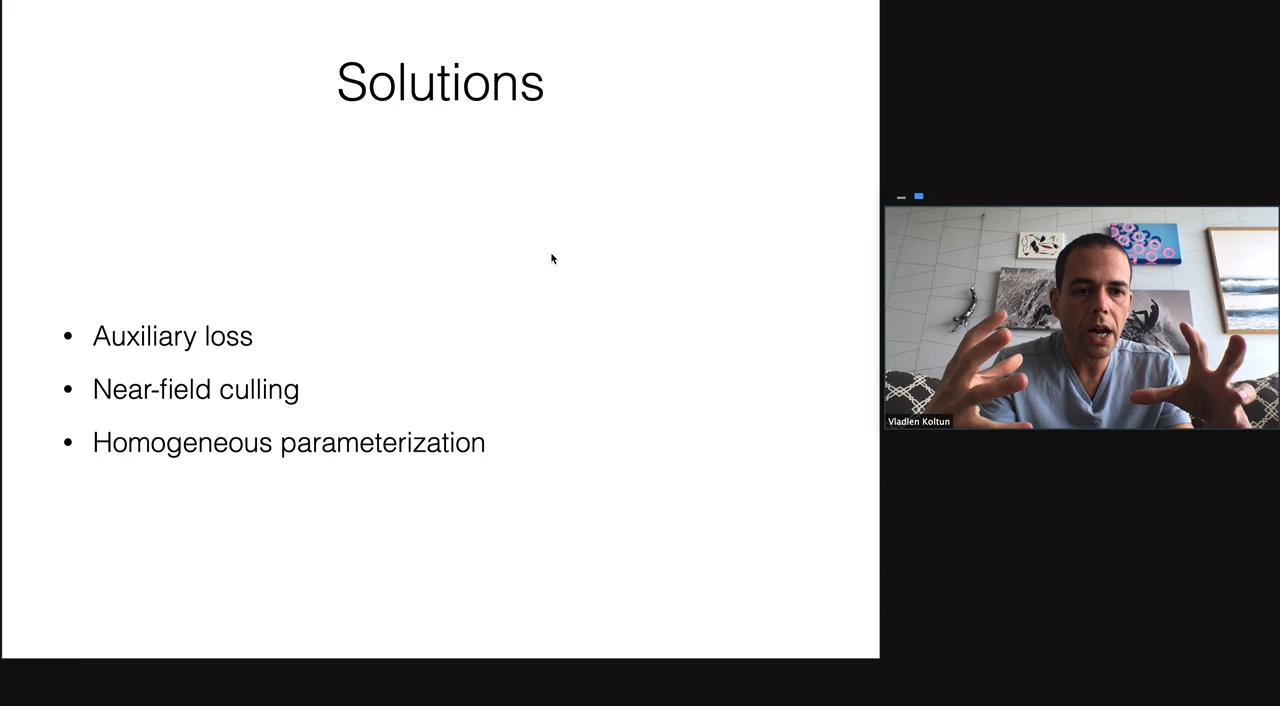 Solutions
• Auxiliary loss
• Near-field culling
• Homogeneous parameterization
Vladlen Koltun